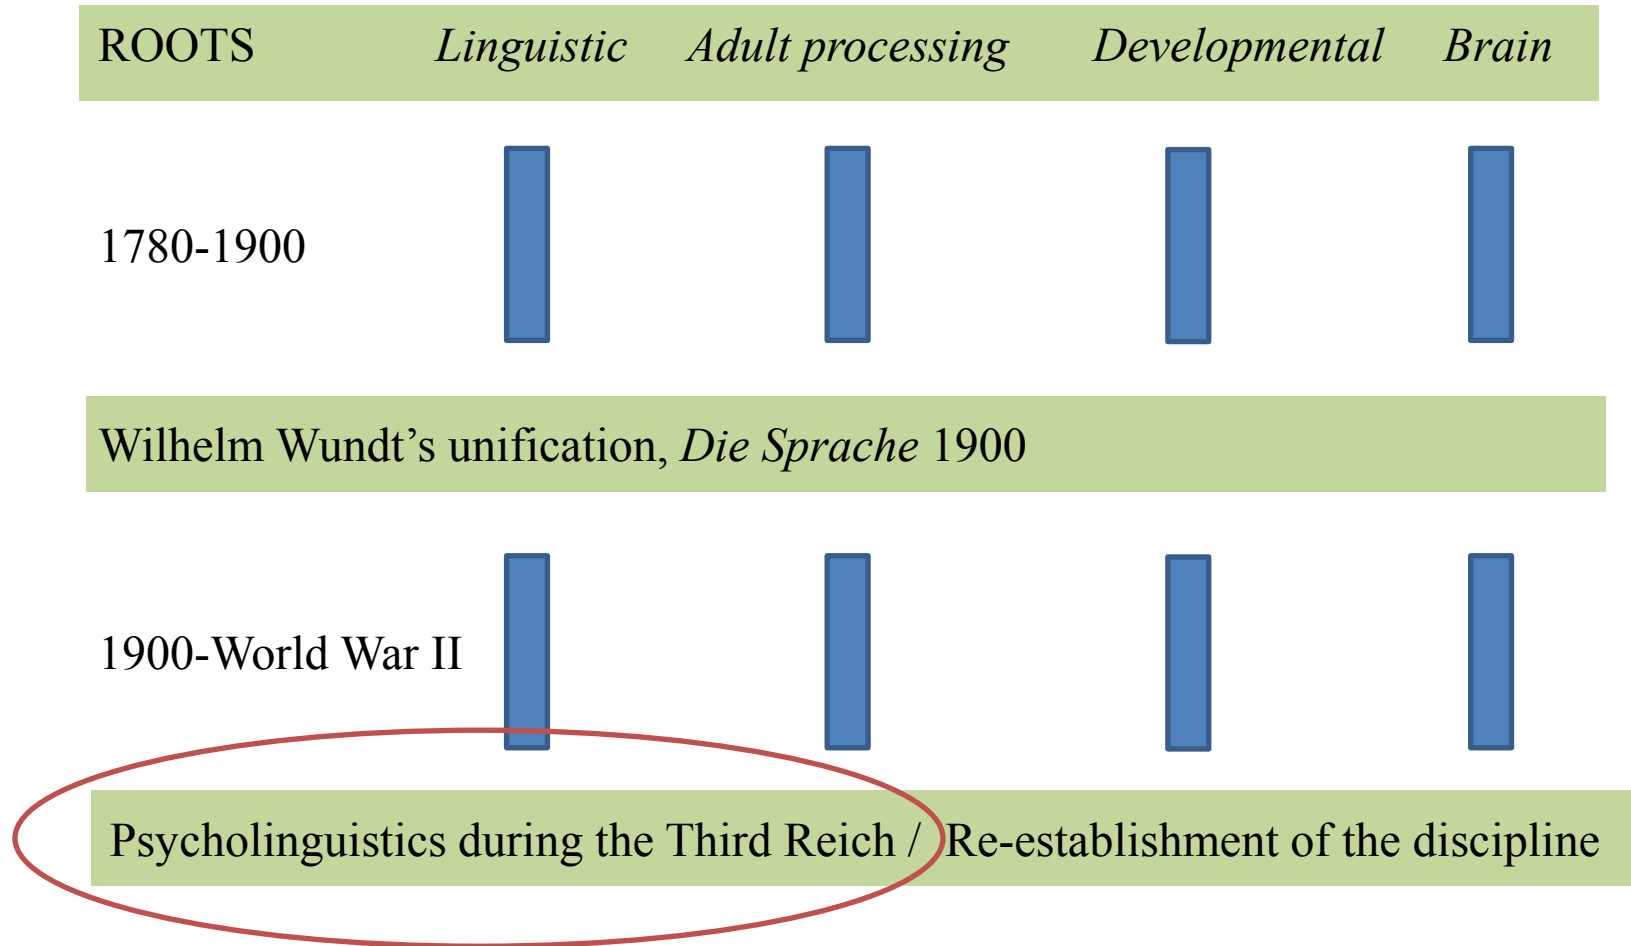 ROOTS Linguistic Adult processing Developmental Brain
1780-1900
Wilhelm Wundt’s unification, Die Sprache 1900
1900-World War II
Psycholinguistics during the Third Reich / Re-establishment of the discipline